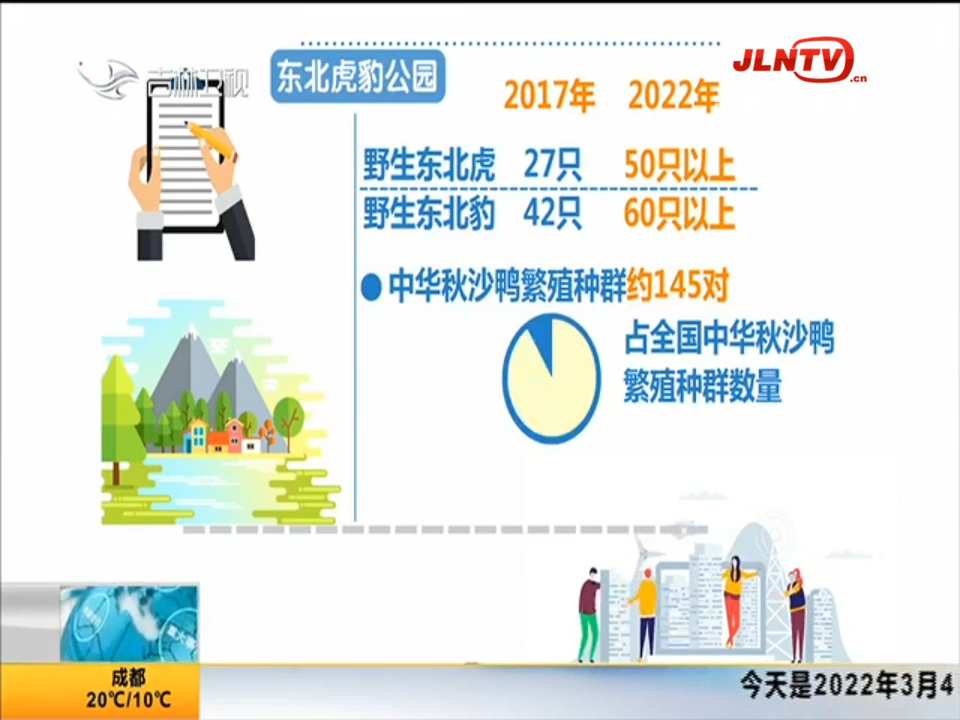 吉林卫视
东北虎豹公园
JLNTV.cn
2017年 2022年
野生东北虎 27只 50只以上
野生东北豹 42只 60只以上
● 中华秋沙鸭繁殖种群约145对
占全国中华秋沙鸭
繁殖种群数量
成都
20℃/10℃
今天是2022年3月4